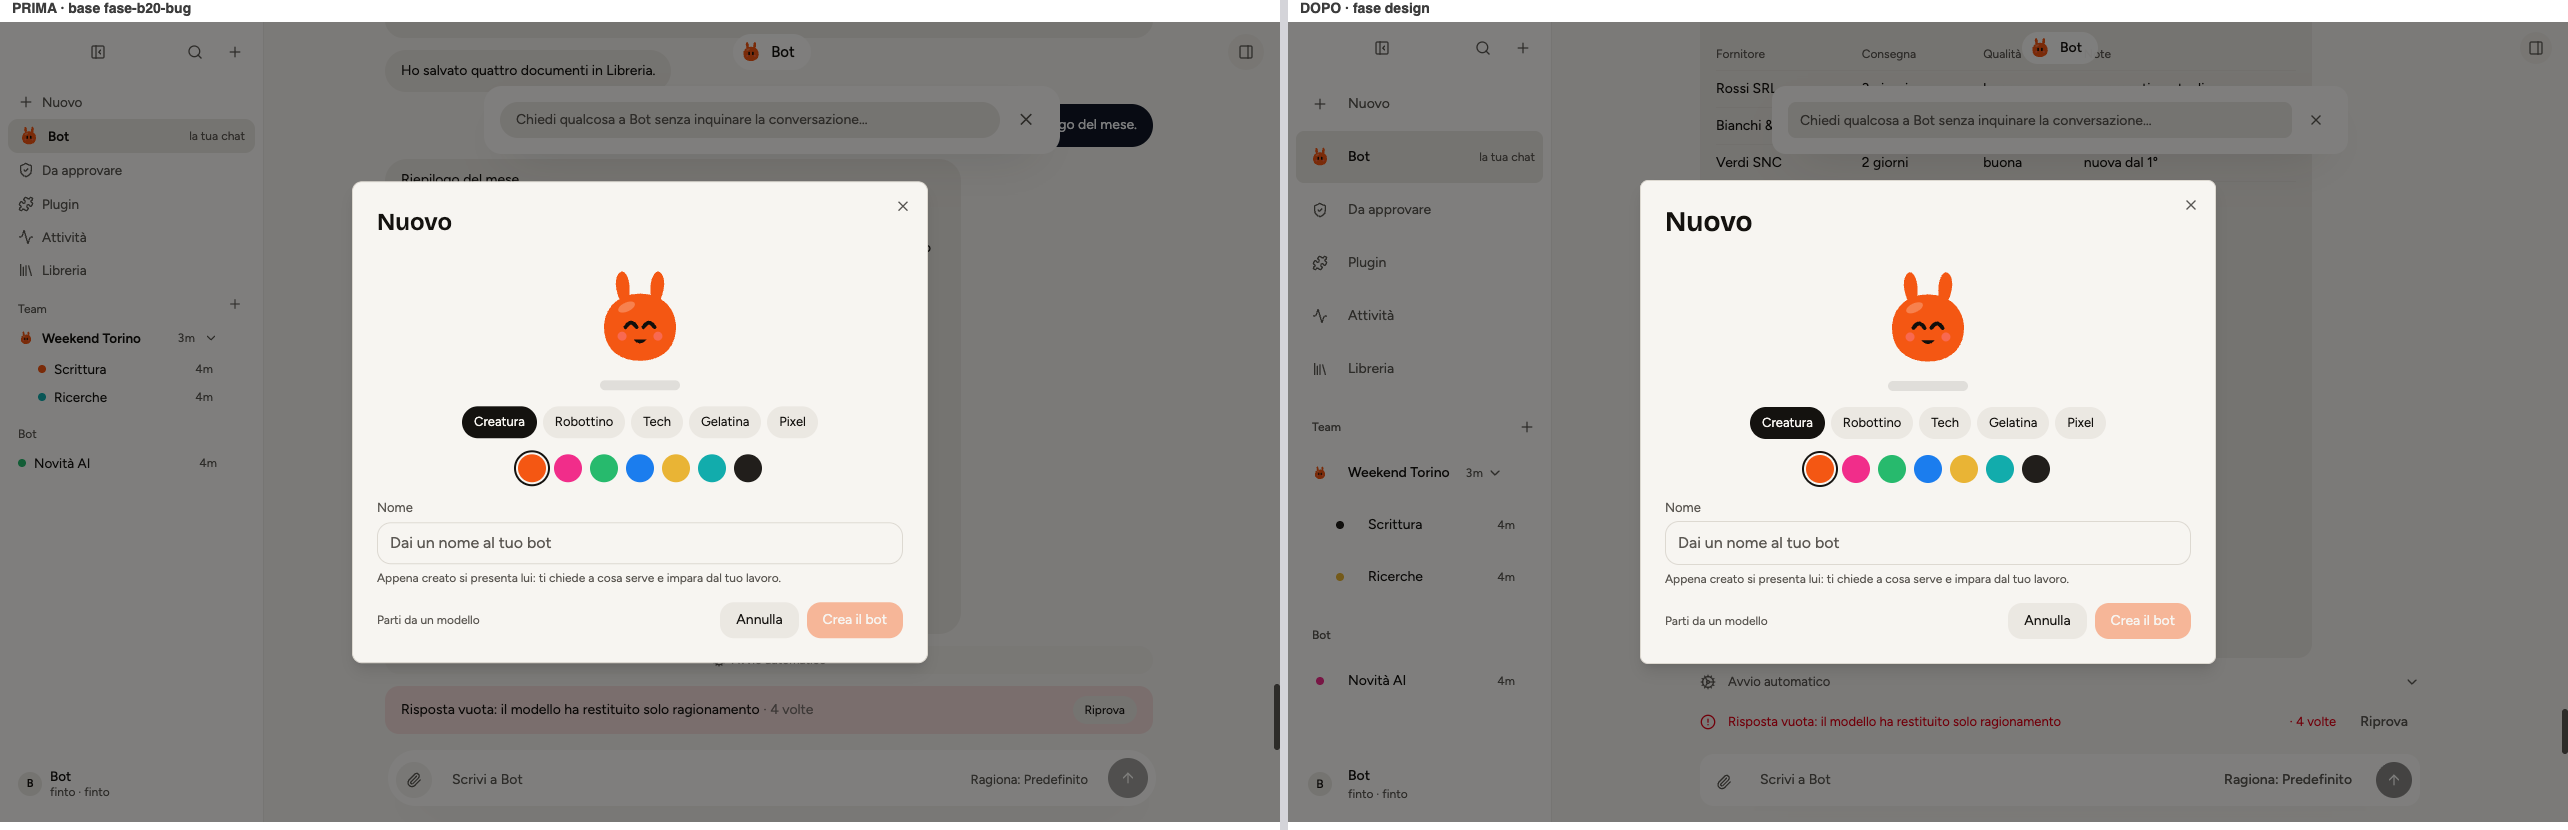 PRIMA · base fase-b20-bug
Bot
Ho salvato quattro documenti in Libreria.
Nuovo
Chiedi qualcosa a Bot senza inquinare la conversazione...
go del mese.
Bot la tua chat
Da approvare
Riepilogo del mese
Plugin
Nuovo
Attività
Libreria
Team
Weekend Torino 3m
Scrittura 4m
Ricerche 4m
Creatura Robottino Tech Gelatina Pixel
Bot
Novità AI 4m
Nome
Dai un nome al tuo bot
Appena creato si presenta lui: ti chiede a cosa serve e impara dal tuo lavoro.
Parti da un modello Annulla Crea il bot
Risposta vuota: il modello ha restituito solo ragionamento · 4 volte Riprova
B Bot
finto · finto
Scrivi a Bot Ragiona: Predefinito
DOPO · fase design
Bot
Fornitore Consegna Qualità ote
Rossi SRL
Nuovo
Chiedi qualcosa a Bot senza inquinare la conversazione...
Bianchi &
Bot la tua chat
Verdi SNC 2 giorni buona nuova dal 1°
Da approvare
Nuovo
Plugin
Attività
Libreria
Team
Creatura Robottino Tech Gelatina Pixel
Weekend Torino 3m
Scrittura 4m
Nome
Dai un nome al tuo bot
Ricerche 4m
Appena creato si presenta lui: ti chiede a cosa serve e impara dal tuo lavoro.
Parti da un modello Annulla Crea il bot
Bot
Novità AI 4m
Avvio automatico
Risposta vuota: il modello ha restituito solo ragionamento · 4 volte Riprova
B Bot
finto · finto
Scrivi a Bot Ragiona: Predefinito